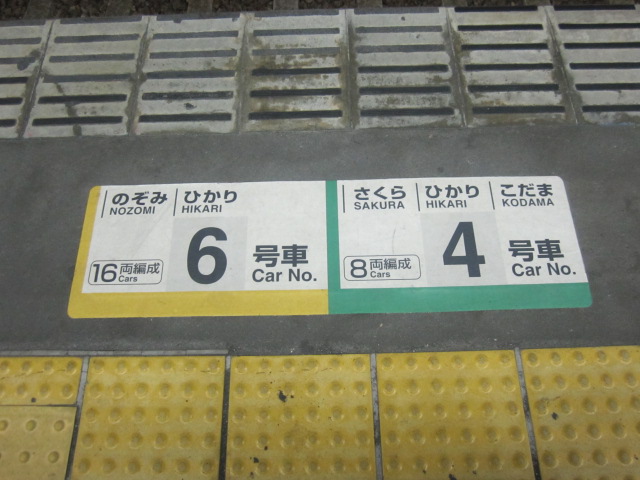 のぞみ ひかり
NOZOMI HIKARI
16両編成 Cars
6 号車
Car No.
さくら ひかり こだま
SAKURA HIKARI KODAMA
8両編成 Cars
4 号車
Car No.